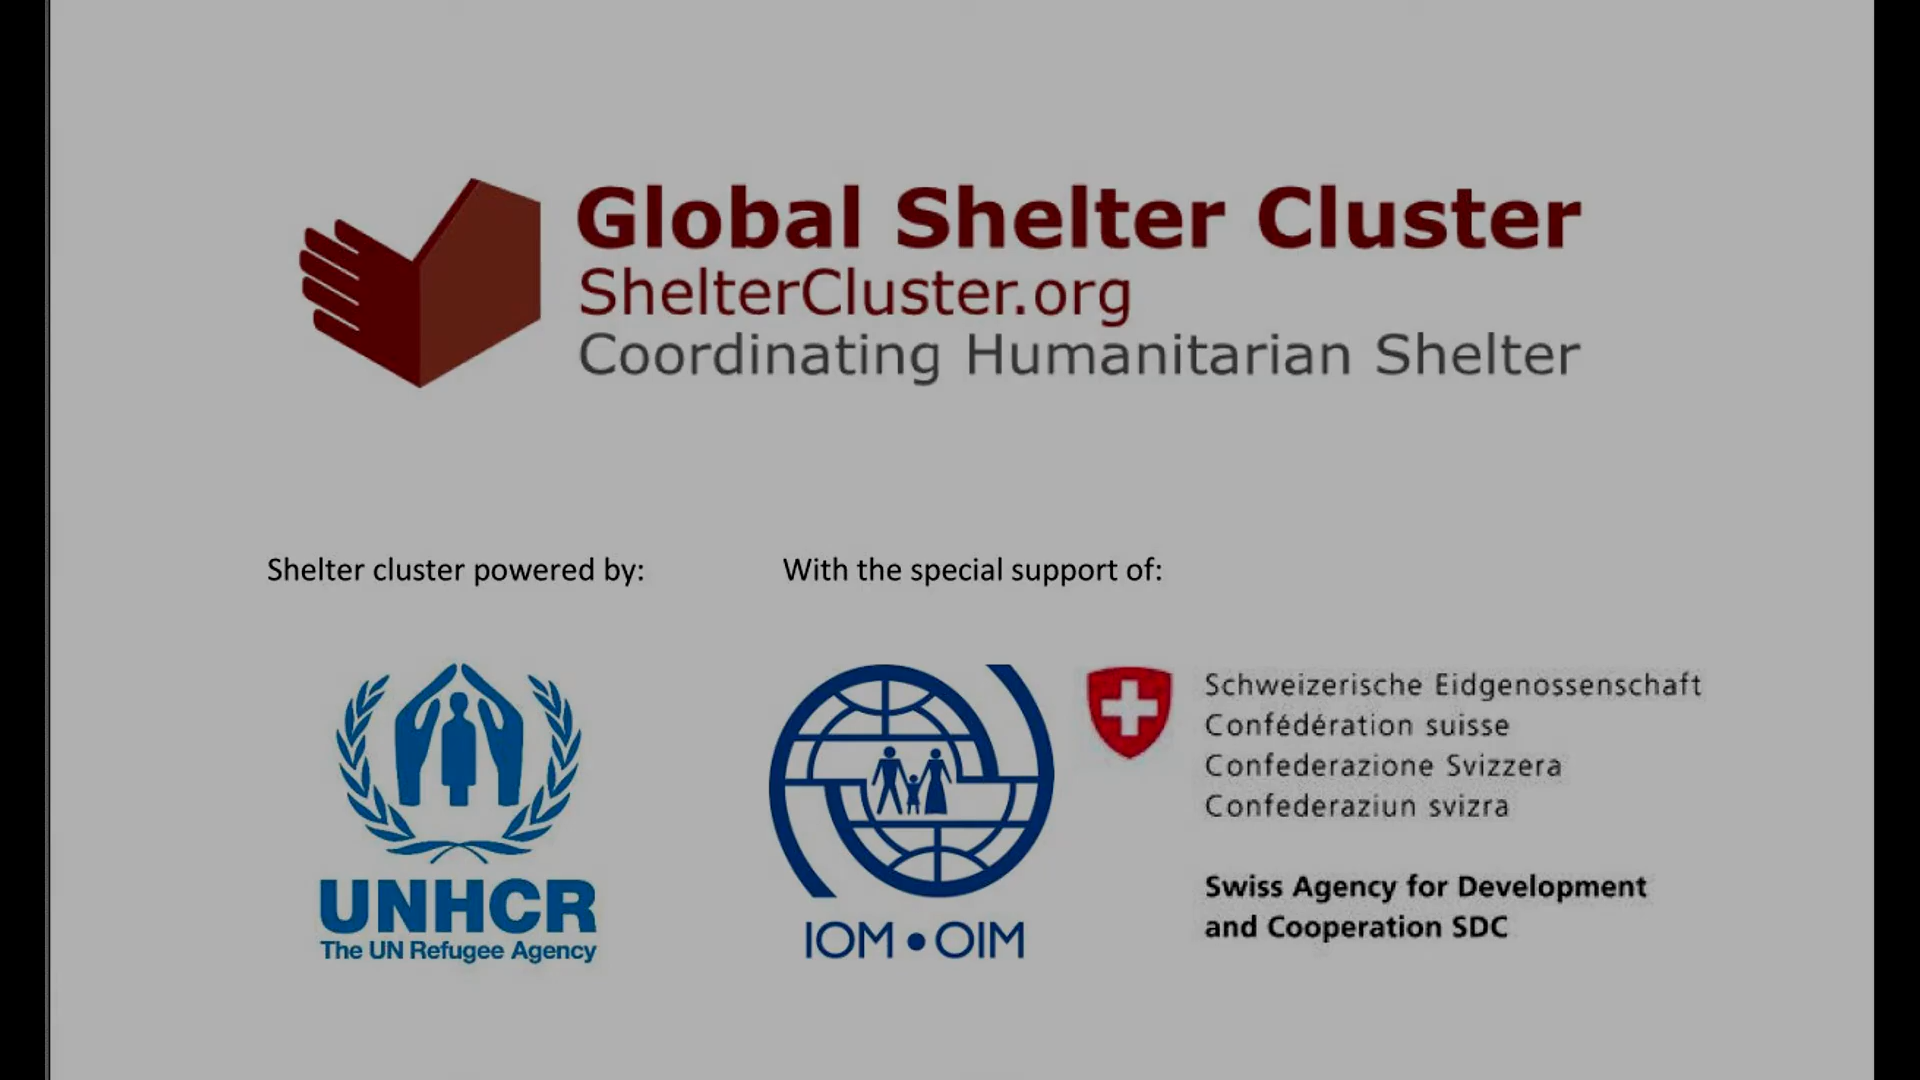 Global Shelter Cluster
ShelterCluster.org
Coordinating Humanitarian Shelter
Shelter cluster powered by:
With the special support of:
UNHCR
The UN Refugee Agency
IOM • OIM
Schweizerische Eidgenossenschaft
Confédération suisse
Confederazione Svizzera
Confederaziun svizra
Swiss Agency for Development
and Cooperation SDC